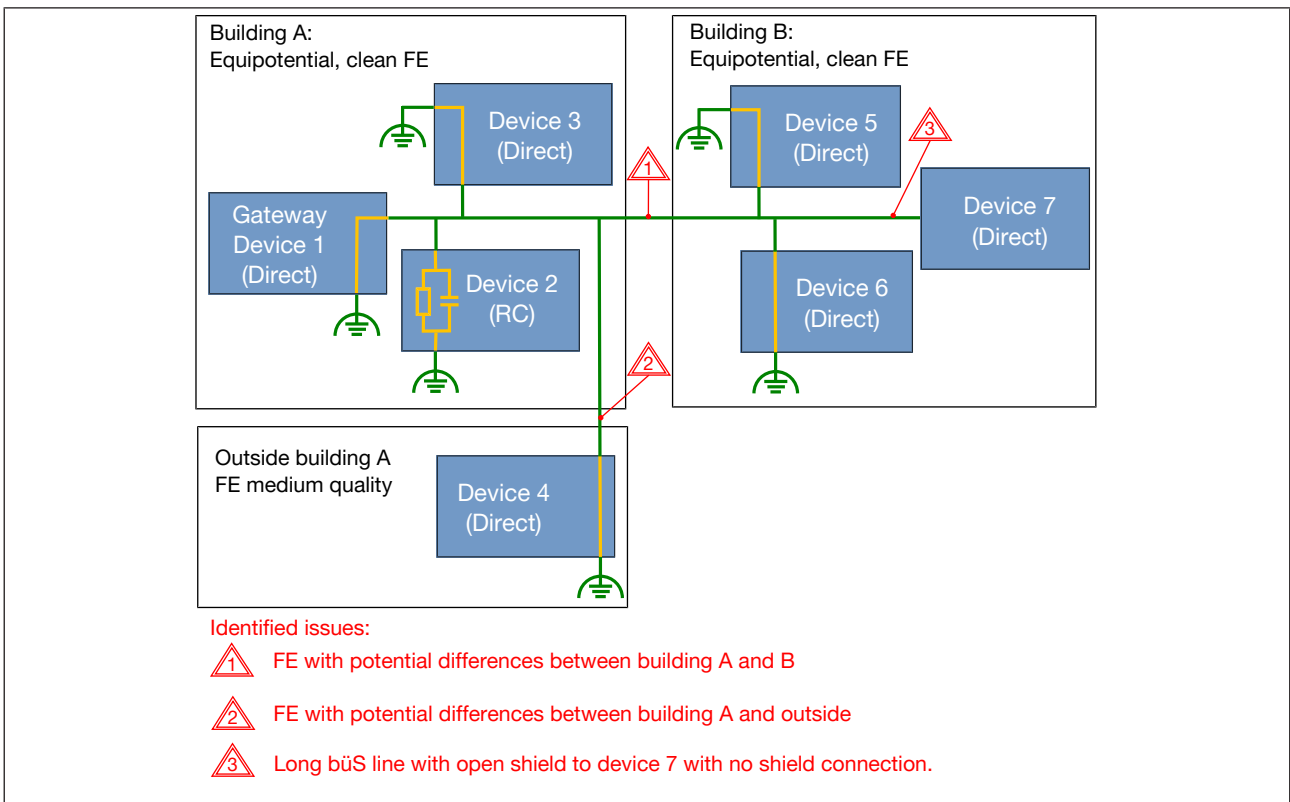 Building A:
Equipotential, clean FE
Building B:
Equipotential, clean FE
Device 3
(Direct)
Device 5
(Direct)
3
1
Gateway
Device 1
(Direct)
Device 7
(Direct)
Device 2
(RC)
Device 6
(Direct)
2
Outside building A
FE medium quality
Device 4
(Direct)
Identified issues:
1 FE with potential differences between building A and B
2 FE with potential differences between building A and outside
3 Long büS line with open shield to device 7 with no shield connection.